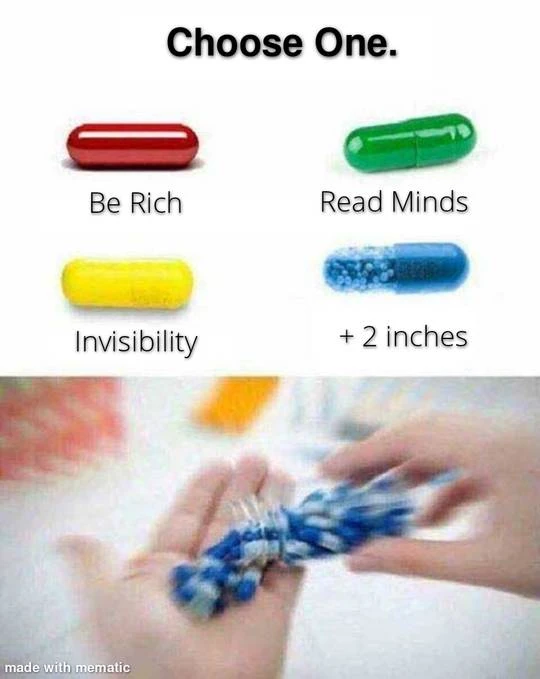 Choose One.
Be Rich
Read Minds
Invisibility
+ 2 inches
made with mematic